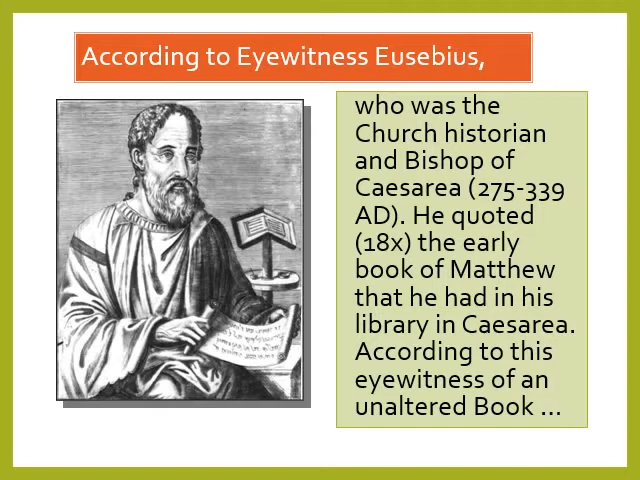 According to Eyewitness Eusebius,
who was the
Church historian
and Bishop of
Caesarea (275-339
AD). He quoted
(18x) the early
book of Matthew
that he had in his
library in Caesarea.
According to this
eyewitness of an
unaltered Book ...